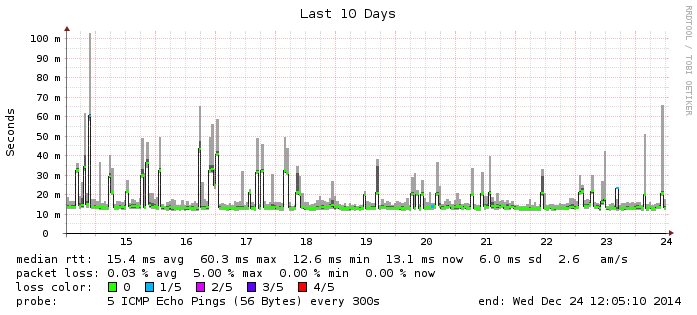 Last 10 Days
RRDTOOL / TOBI OETIKER
Seconds
100 m
90 m
80 m
70 m
60 m
50 m
40 m
30 m
20 m
10 m
0
15 16 17 18 19 20 21 22 23 24
median rtt: 15.4 ms avg 60.3 ms max 12.6 ms min 13.1 ms now 6.0 ms sd 2.6 am/s
packet loss: 0.03 % avg 5.00 % max 0.00 % min 0.00 % now
loss color: 0 1/5 2/5 3/5 4/5
probe: 5 ICMP Echo Pings (56 Bytes) every 300s end: Wed Dec 24 12:05:10 2014